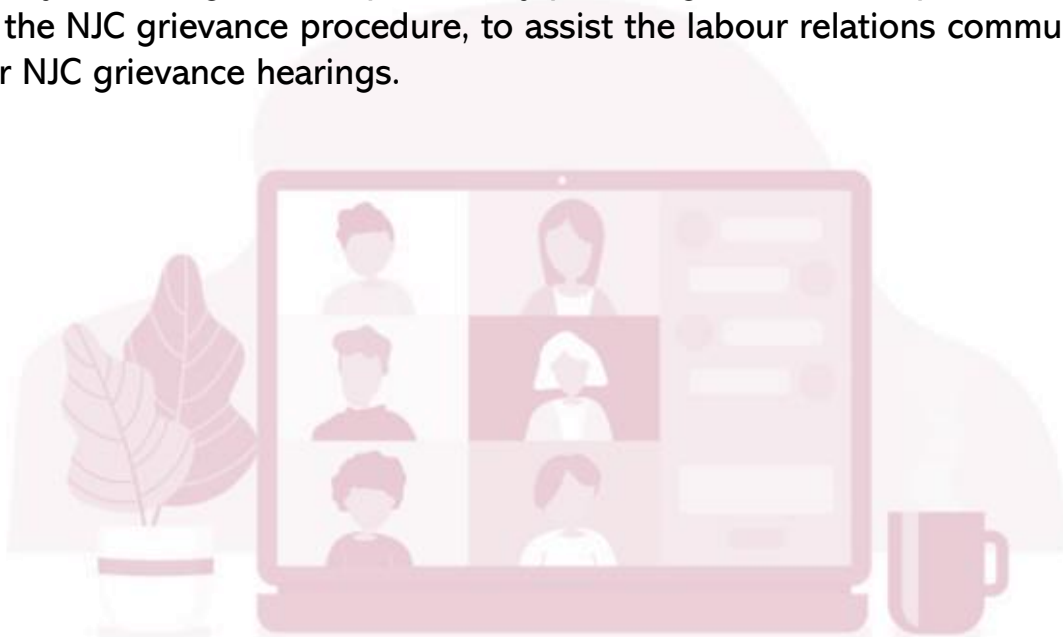 the NJC grievance procedure, to assist the labour relations commu
r NJC grievance hearings.